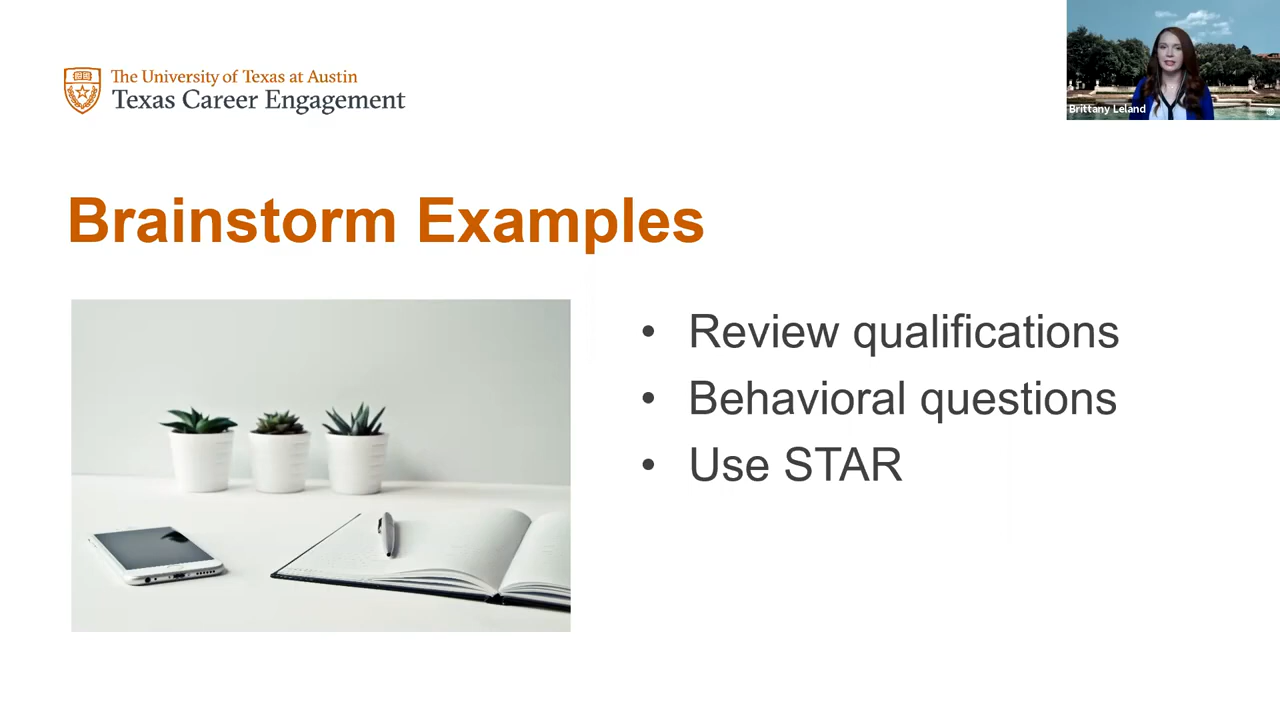 The University of Texas at Austin
Texas Career Engagement
Brittany Leland
Brainstorm Examples
• Review qualifications
• Behavioral questions
• Use STAR